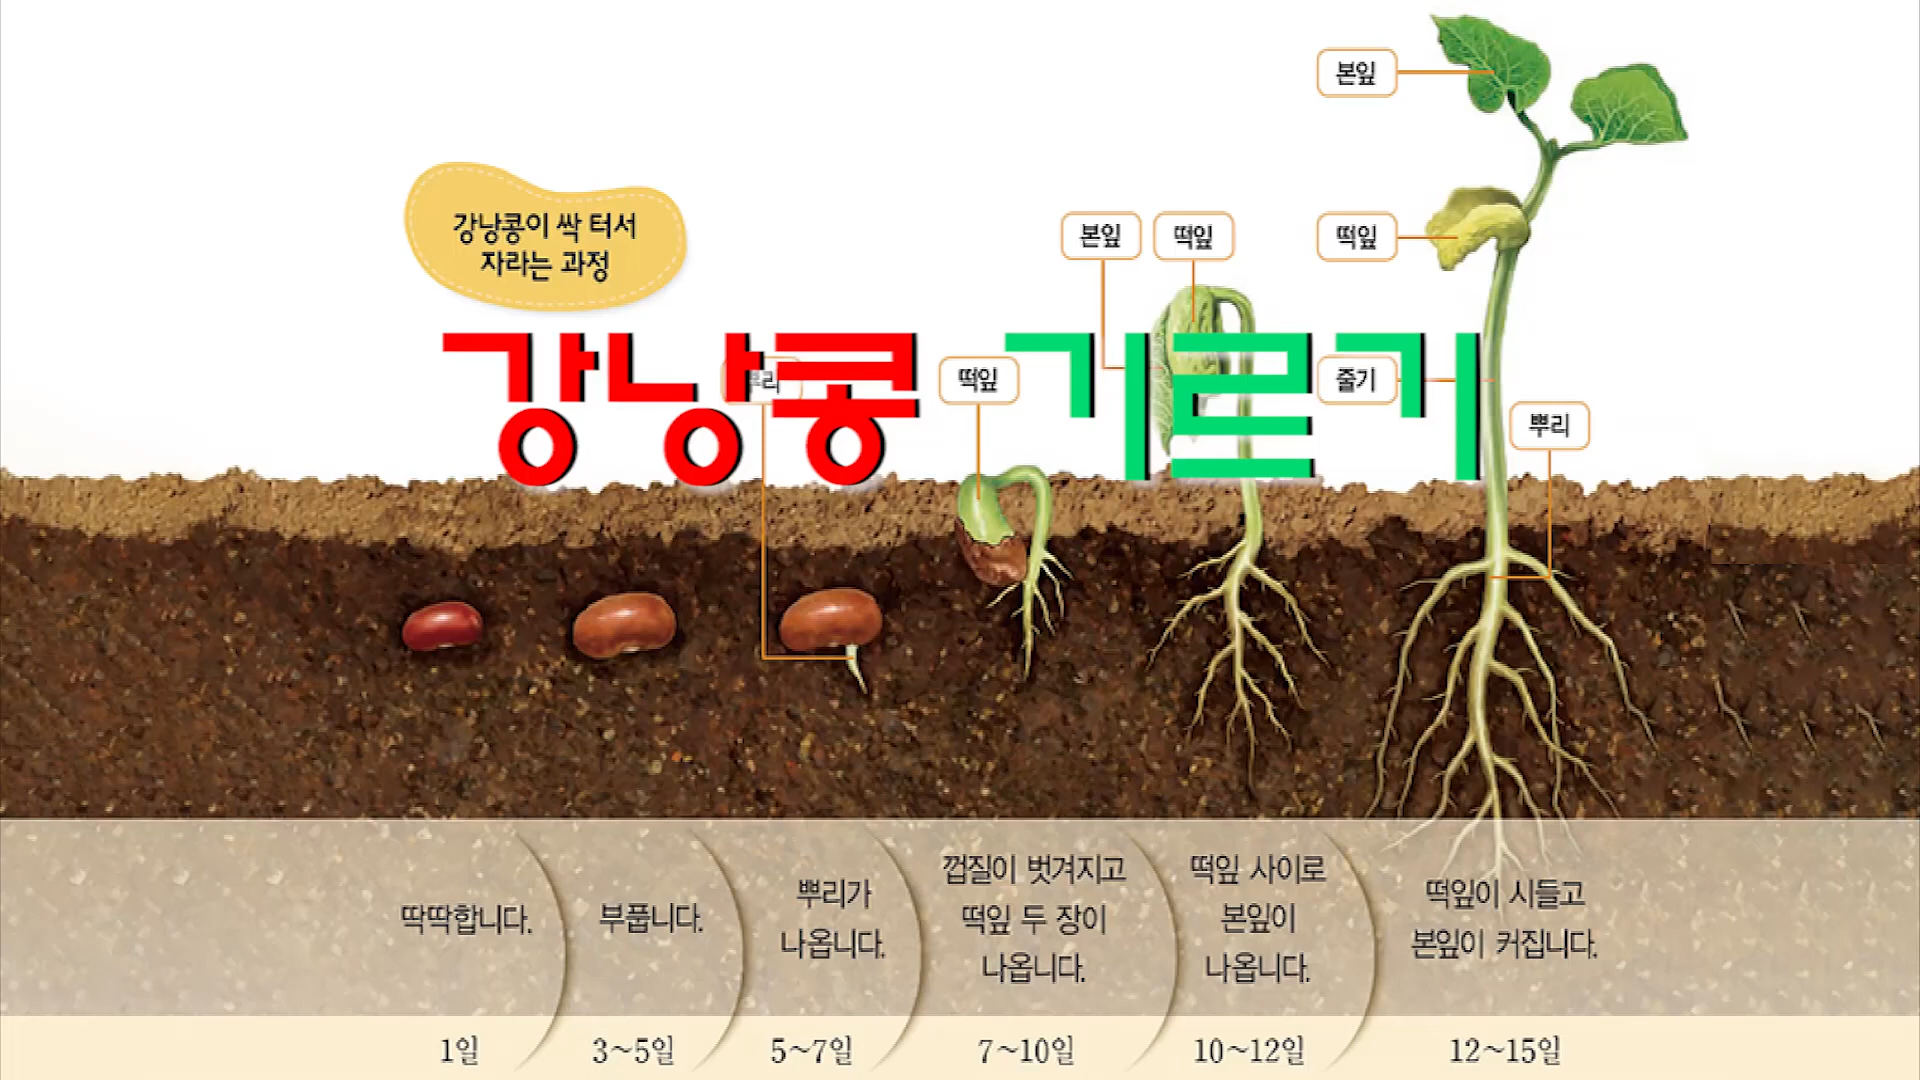 본잎
강낭콩이 싹 터서
자라는 과정
본잎
떡잎
떡잎
강낭콩 기르기
뿌리
떡잎
줄기
뿌리
딱딱합니다.
부풉니다.
뿌리가
나옵니다.
껍질이 벗겨지고
떡잎 두 장이
나옵니다.
떡잎 사이로
본잎이
나옵니다.
떡잎이 시들고
본잎이 커집니다.
1일
3~5일
5~7일
7~10일
10~12일
12~15일